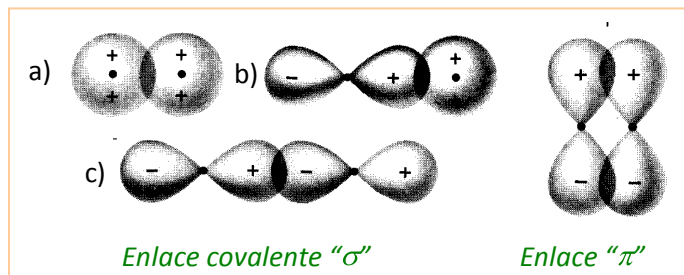 a) + + + + b) - + +
+ +
c) - + - + - -
Enlace covalente "σ" Enlace "π"